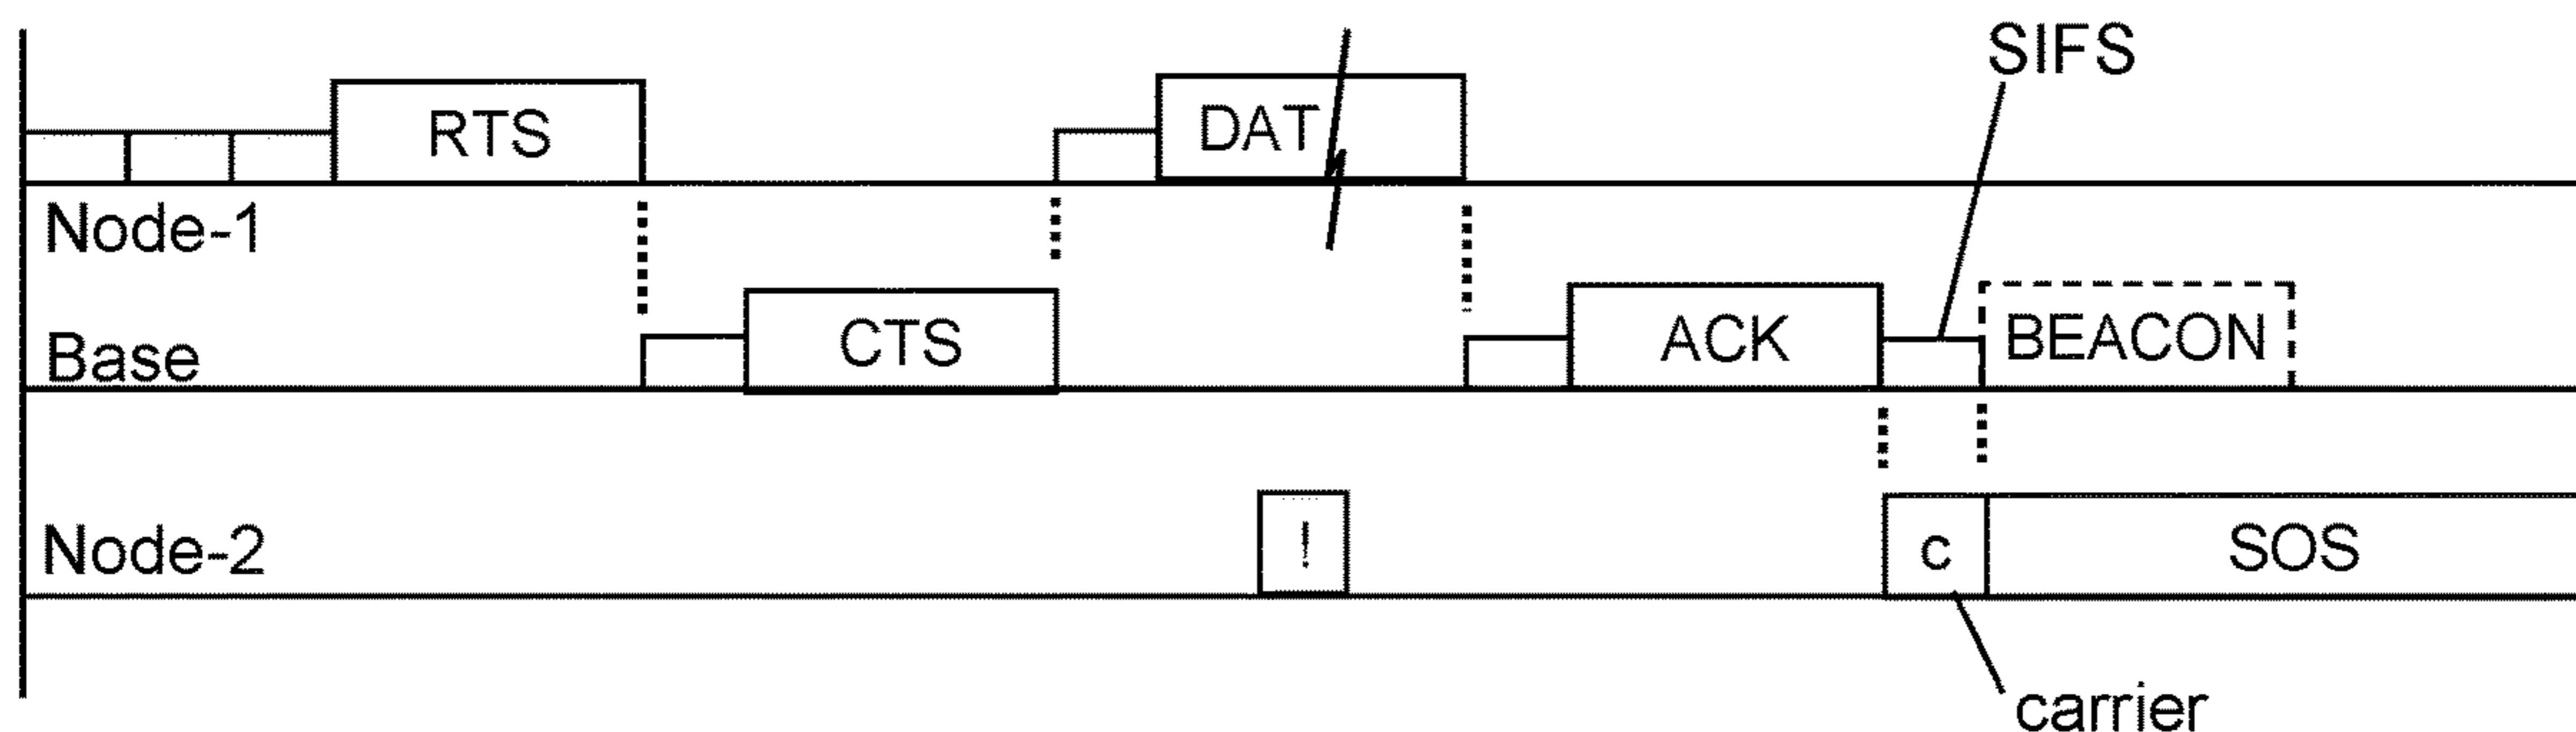 SIFS
RTS
DAT
Node-1
Base
CTS
ACK
BEACON
Node-2
!
c
SOS
carrier